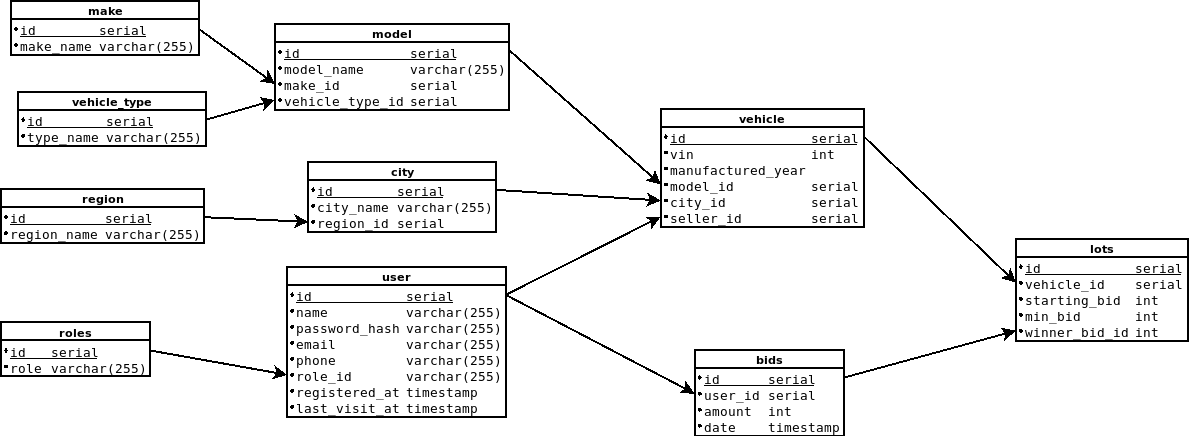 make
id serial
make_name varchar(255)
model
id serial
model_name varchar(255)
make_id serial
vehicle_type_id serial
vehicle_type
id serial
type_name varchar(255)
vehicle
id serial
vin int
manufactured_year
model_id serial
city_id serial
seller_id serial
city
id serial
city_name varchar(255)
region_id serial
region
id serial
region_name varchar(255)
lots
id serial
vehicle_id serial
starting_bid int
min_bid int
winner_bid_id int
user
id serial
name varchar(255)
password_hash varchar(255)
email varchar(255)
phone varchar(255)
role_id varchar(255)
registered_at timestamp
last_visit_at timestamp
roles
id serial
role varchar(255)
bids
id serial
user_id serial
amount int
date timestamp